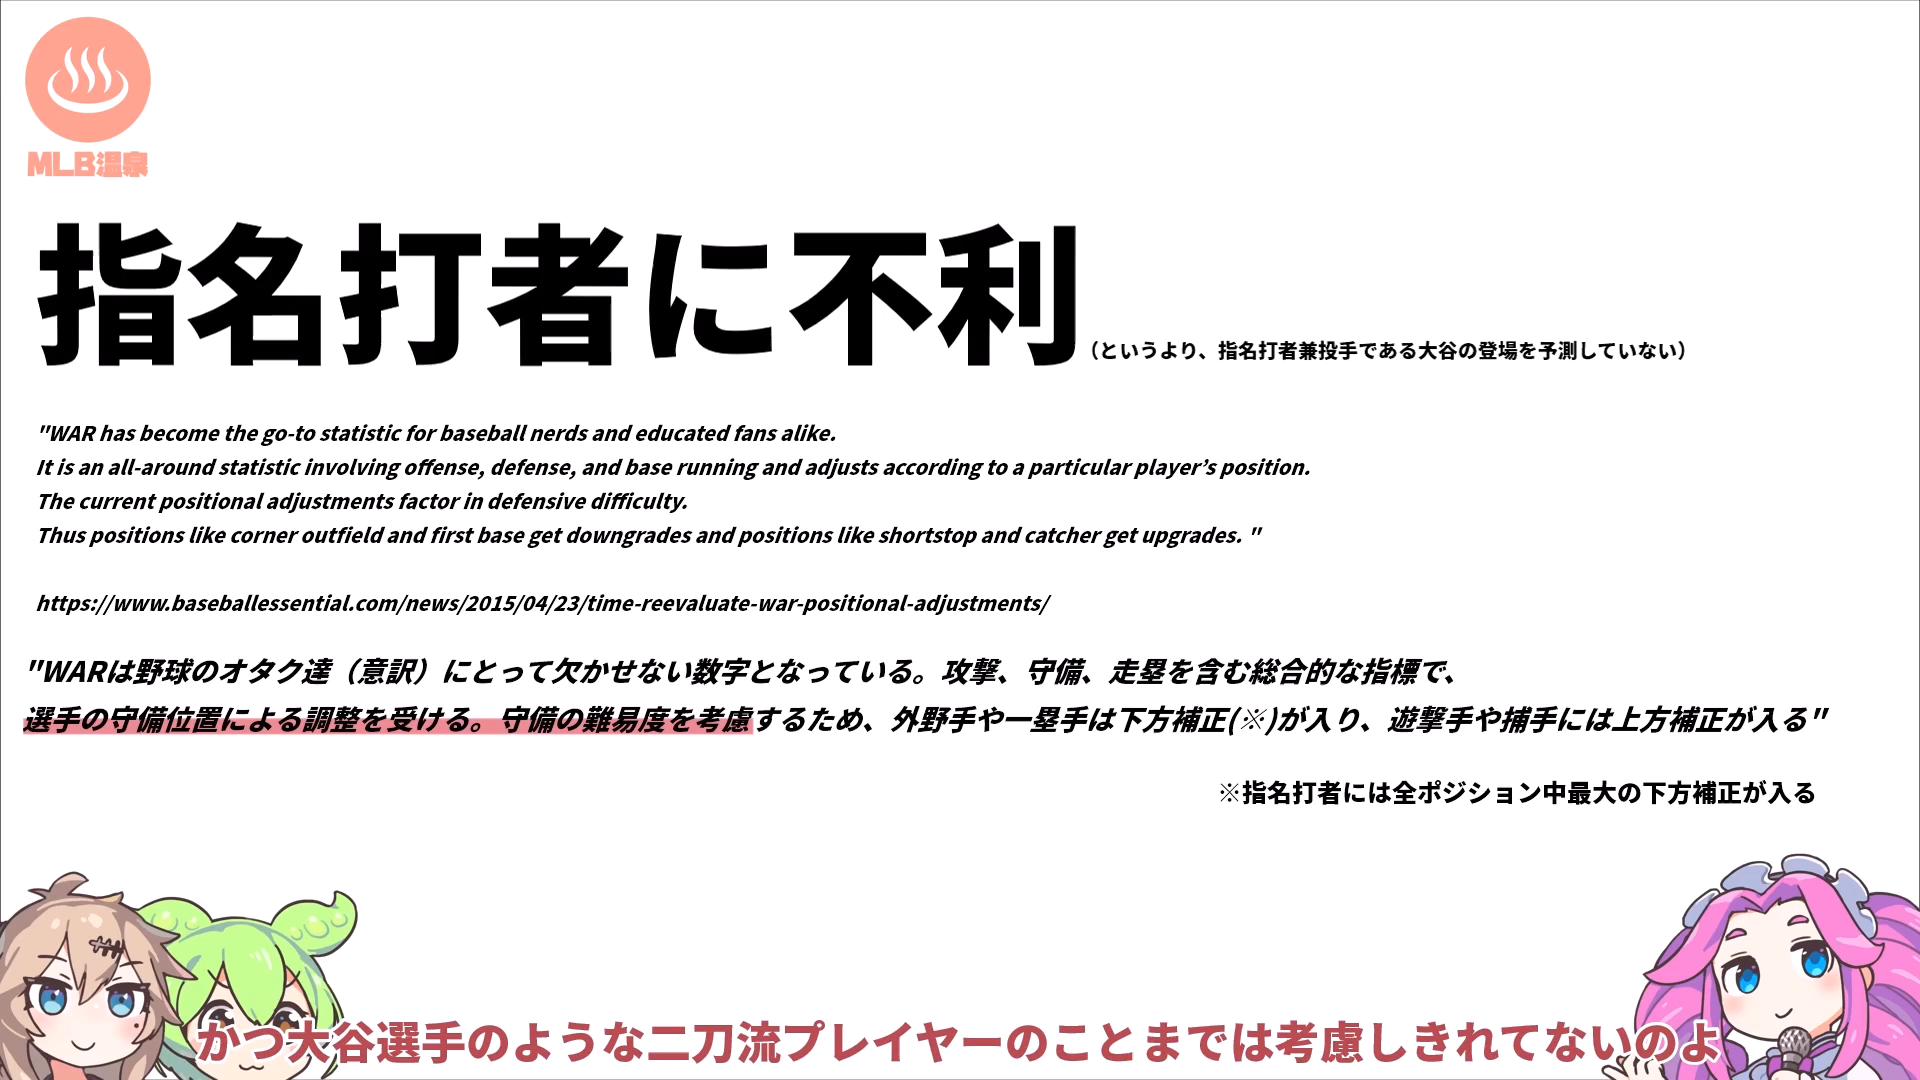 MLB温泉
指名打者に不利(というより、指名打者兼投手である大谷の登場を予測していない)
"WAR has become the go-to statistic for baseball nerds and educated fans alike.
It is an all-around statistic involving offense, defense, and base running and adjusts according to a particular player’s position.
The current positional adjustments factor in defensive difficulty.
Thus positions like corner outfield and first base get downgrades and positions like shortstop and catcher get upgrades. "
https://www.baseballessential.com/news/2015/04/23/time-reevaluate-war-positional-adjustments/
"WARは野球のオタク達（意訳）にとって欠かせない数字となっている。攻撃、守備、走塁を含む総合的な指標で、
選手の守備位置による調整を受ける。守備の難易度を考慮するため、外野手や一塁手は下方補正(※)が入り、遊撃手や捕手には上方補正が入る"
※指名打者には全ポジション中最大の下方補正が入る
かつ大谷選手のような二刀流プレイヤーのことまでは考慮しきれてないのよ